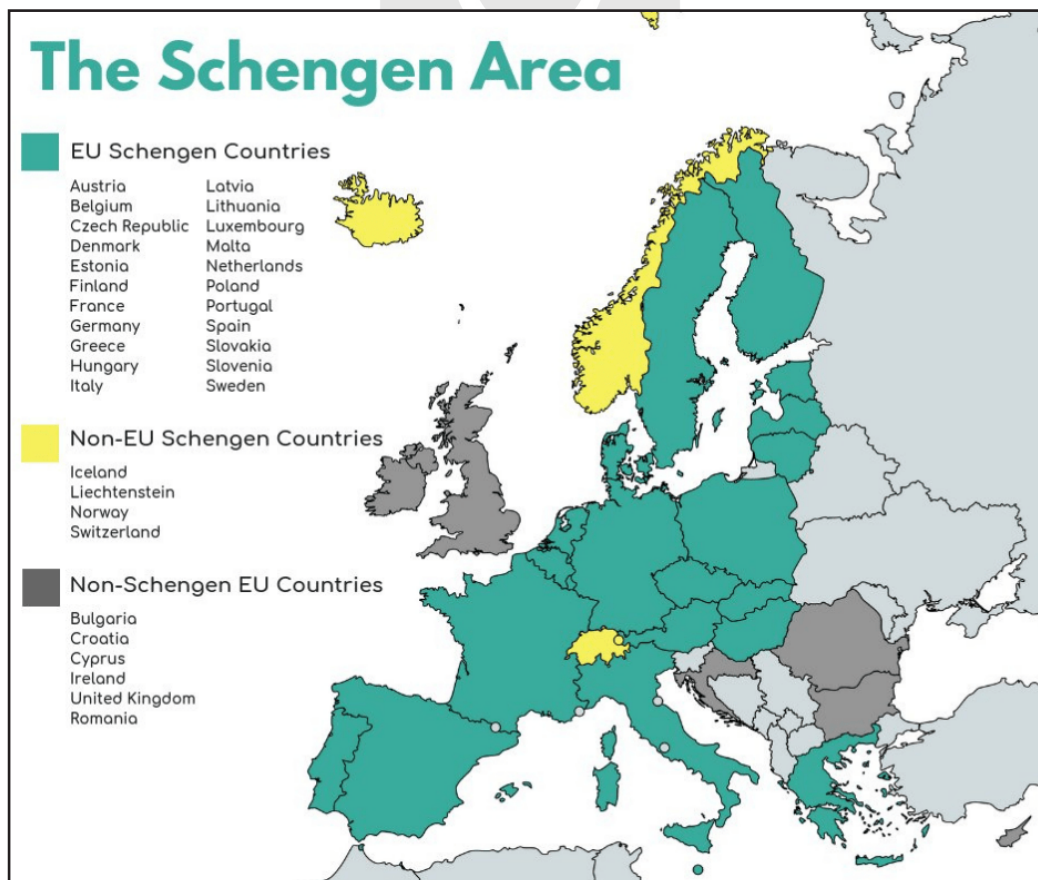 The Schengen Area
EU Schengen Countries
Austria
Belgium
Czech Republic
Denmark
Estonia
Finland
France
Germany
Greece
Hungary
Italy
Latvia
Lithuania
Luxembourg
Malta
Netherlands
Poland
Portugal
Spain
Slovakia
Slovenia
Sweden
Non-EU Schengen Countries
Iceland
Liechtenstein
Norway
Switzerland
Non-Schengen EU Countries
Bulgaria
Croatia
Cyprus
Ireland
United Kingdom
Romania